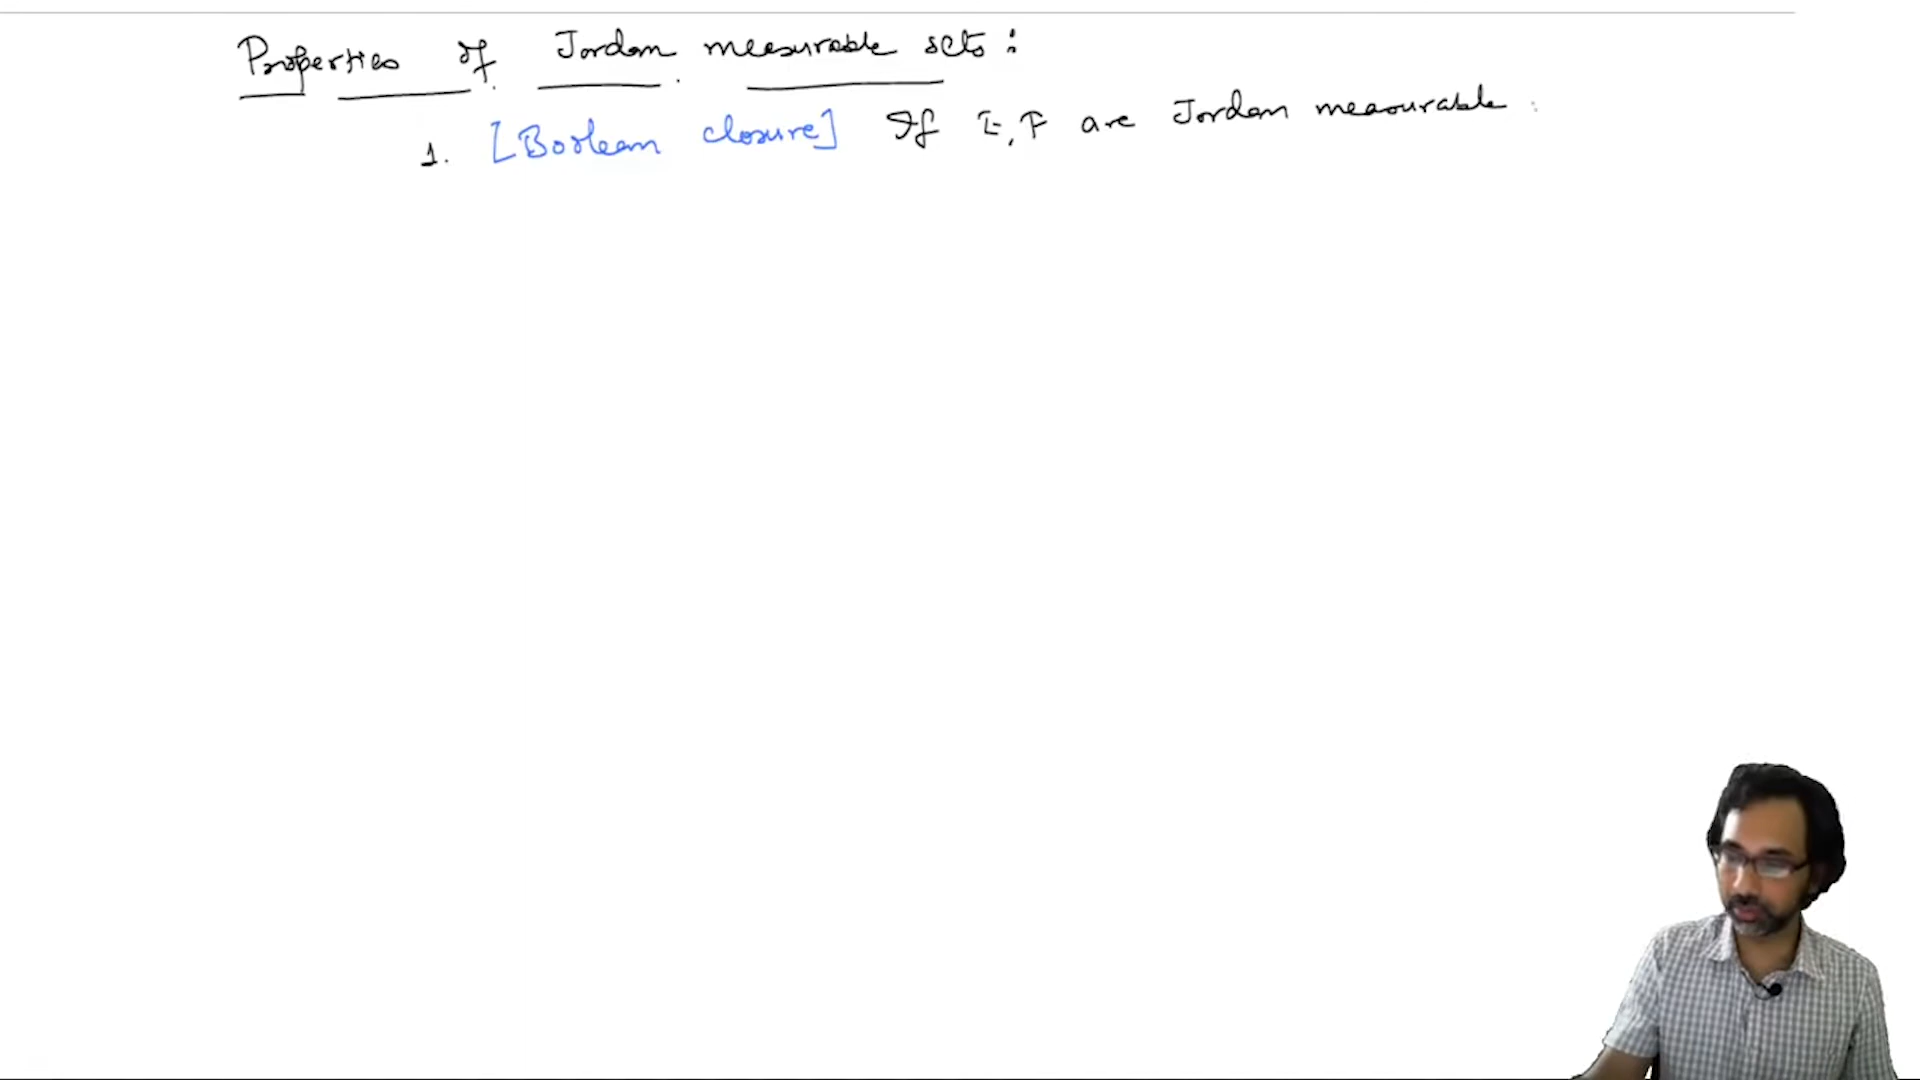 Properties of Jordan measurable sets:
1. [Boolean closure] If E, F are Jordan measurable